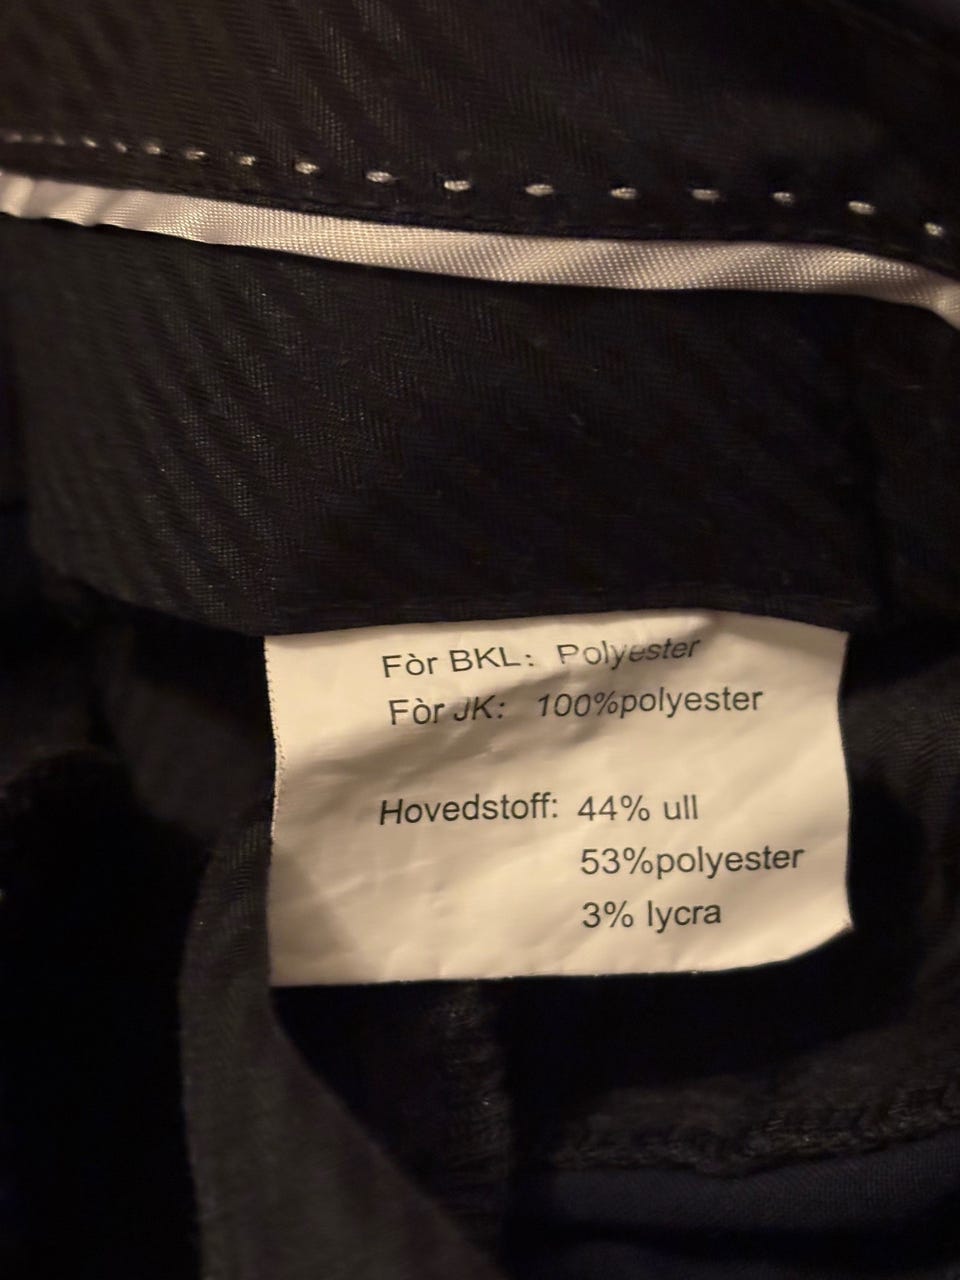 Fòr BKL: Polyester
Fòr JK: 100%polyester
Hovedstoff: 44% ull
53%polyester
3% lycra